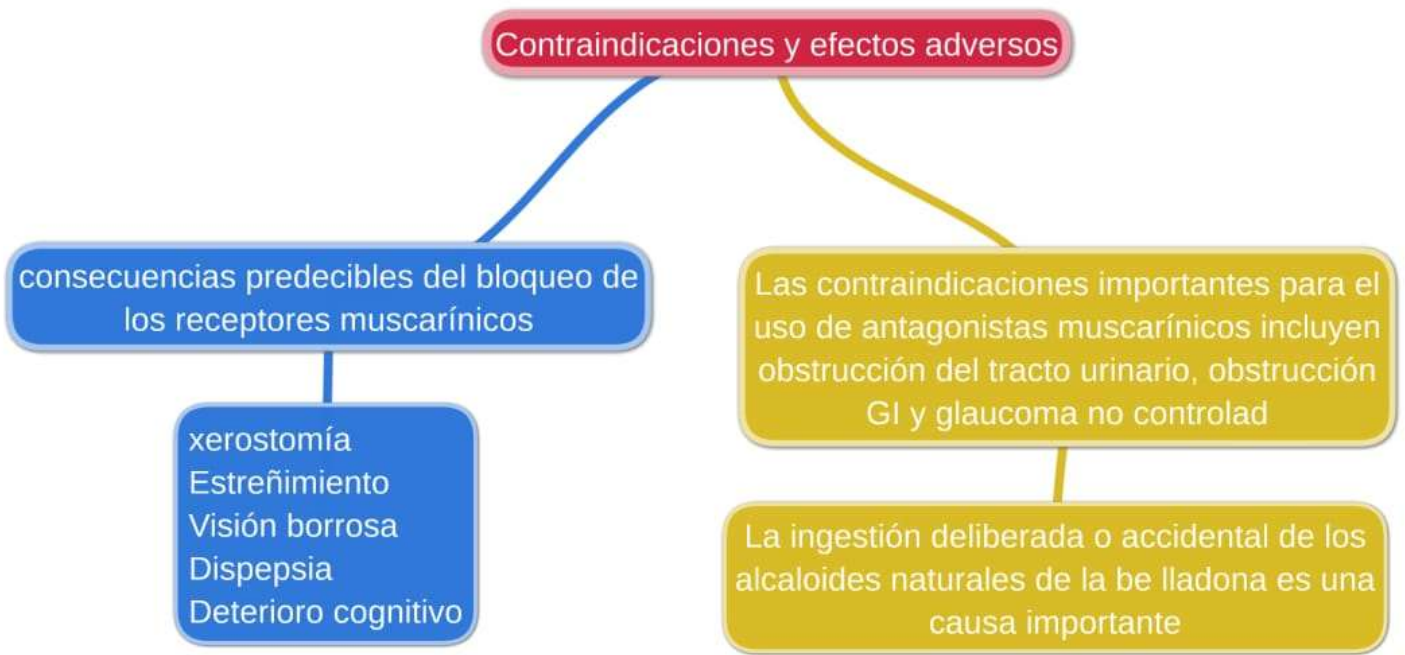 Contraindicaciones y efectos adversos
consecuencias predecibles del bloqueo de
los receptores muscarínicos
xerostomía
Estreñimiento
Visión borrosa
Dispepsia
Deterioro cognitivo
Las contraindicaciones importantes para el
uso de antagonistas muscarínicos incluyen
obstrucción del tracto urinario, obstrucción
GI y glaucoma no controlad
La ingestión deliberada o accidental de los
alcaloides naturales de la be lladona es una
causa importante